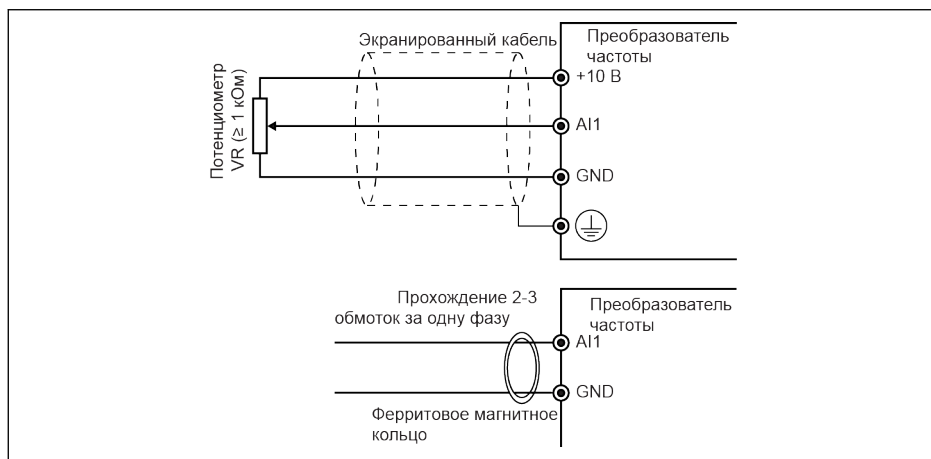 Экранированный кабель
Преобразователь
частоты
+10 В
Потенциометр
VR (≥ 1 кОм)
AI1
GND
Прохождение 2-3
обмоток за одну фазу
Преобразователь
частоты
AI1
GND
Ферритовое магнитное
кольцо